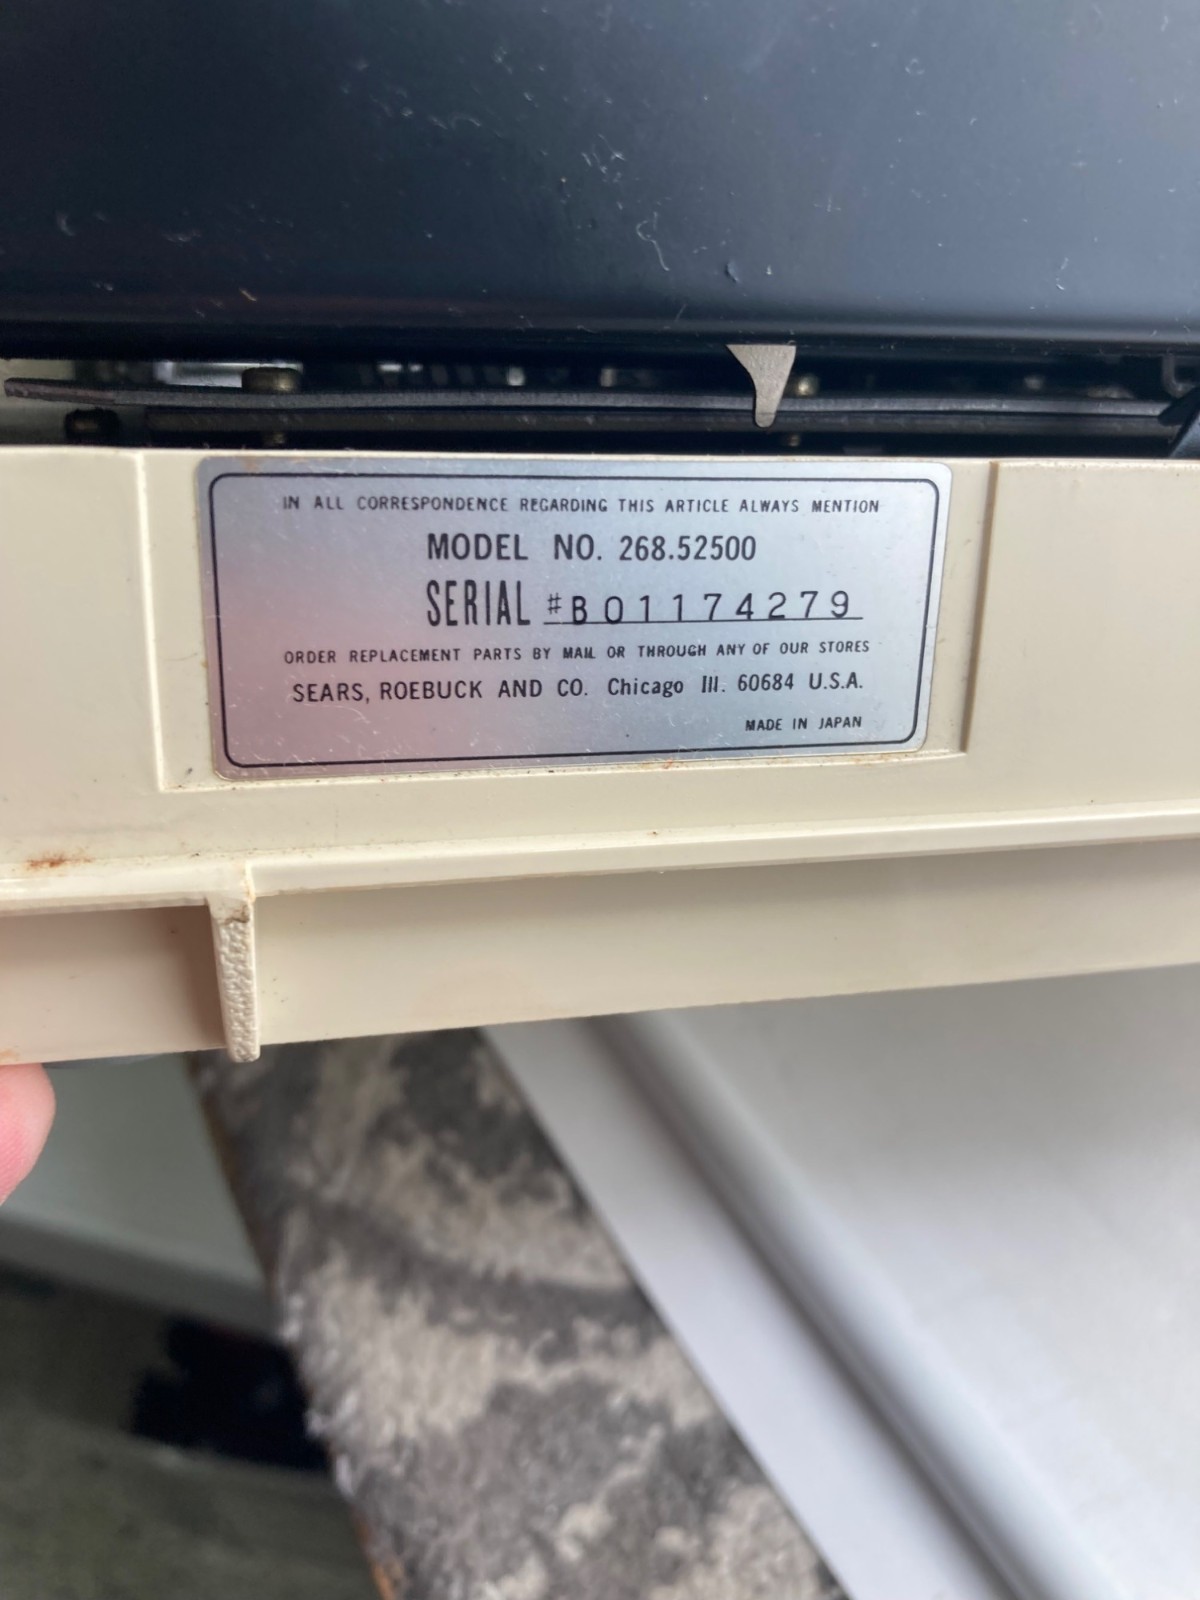 IN ALL CORRESPONDENCE REGARDING THIS ARTICLE ALWAYS MENTION
MODEL NO. 268.52500
SERIAL #B01174279
ORDER REPLACEMENT PARTS BY MAIL OR THROUGH ANY OF OUR STORES
SEARS, ROEBUCK AND CO. Chicago Ill. 60684 U.S.A.
MADE IN JAPAN